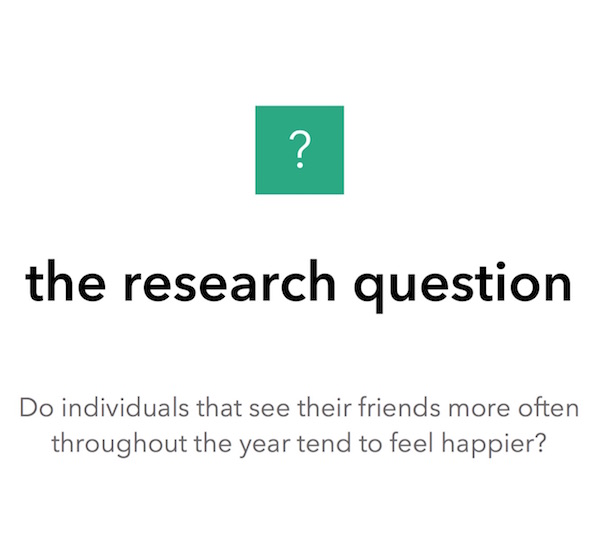 ?
the research question
Do individuals that see their friends more often
throughout the year tend to feel happier?